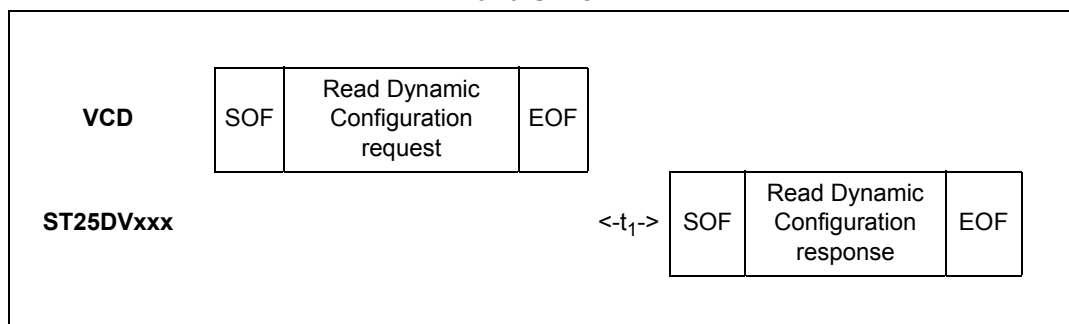 VCD
SOF
Read Dynamic
Configuration
request
EOF
ST25DVxxx
<-t1->
SOF
Read Dynamic
Configuration
response
EOF